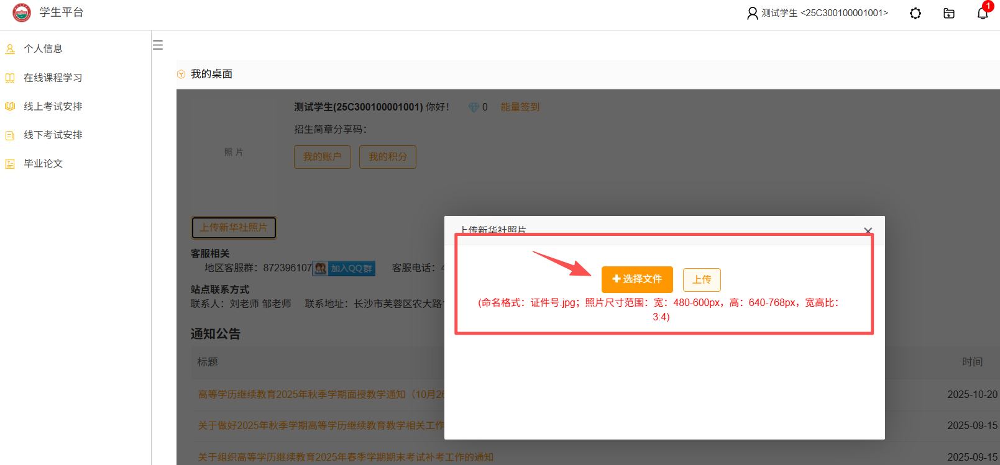 学生平台
测试学生 <25C300100001001>
1
个人信息
在线课程学习
线上考试安排
线下考试安排
毕业论文
我的桌面
照 片
测试学生(25C300100001001) 你好！
0
能量签到
招生简章分享码：
我的账户
我的积分
上传新华社照片
客服相关
地区客服群：872396107
加入QQ群
客服电话：4
站点联系方式
联系人：刘老师 邹老师
联系地址：长沙市芙蓉区农大路1
上传新华社照片
选择文件
上传
(命名格式：证件号.jpg；照片尺寸范围：宽：480-600px，高：640-768px，宽高比：
3:4)
通知公告
标题
时间
高等学历继续教育2025年秋季学期面授教学通知（10月26
2025-10-20
关于做好2025年秋季学期高等学历继续教育教学相关工作
2025-09-15
关于组织高等学历继续教育2025年春季学期期末考试补考工作的通知
2025-09-15